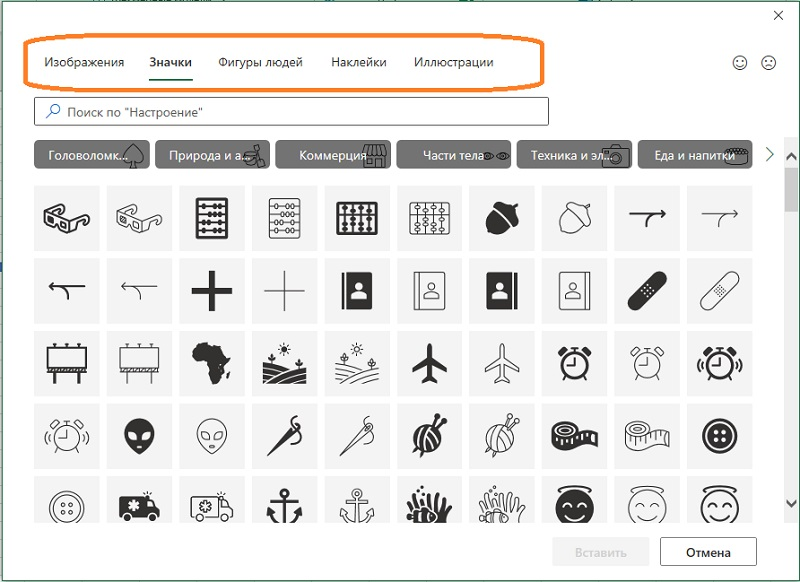 Изображения Значки Фигуры людей Наклейки Иллюстрации
Поиск по "Настроение"
Головоломк... Природа и а... Коммерция Части тела Техника и эл... Еда и напитки
Вставить Отмена